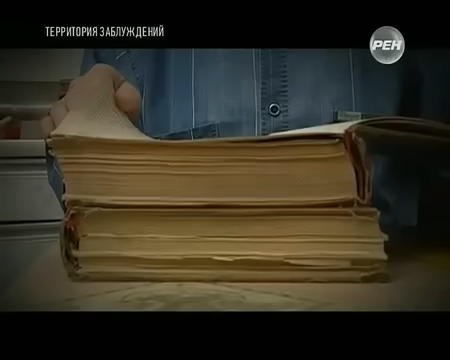 ТЕРРИТОРИЯ ЗАБЛУЖДЕНИЙ
РЕН